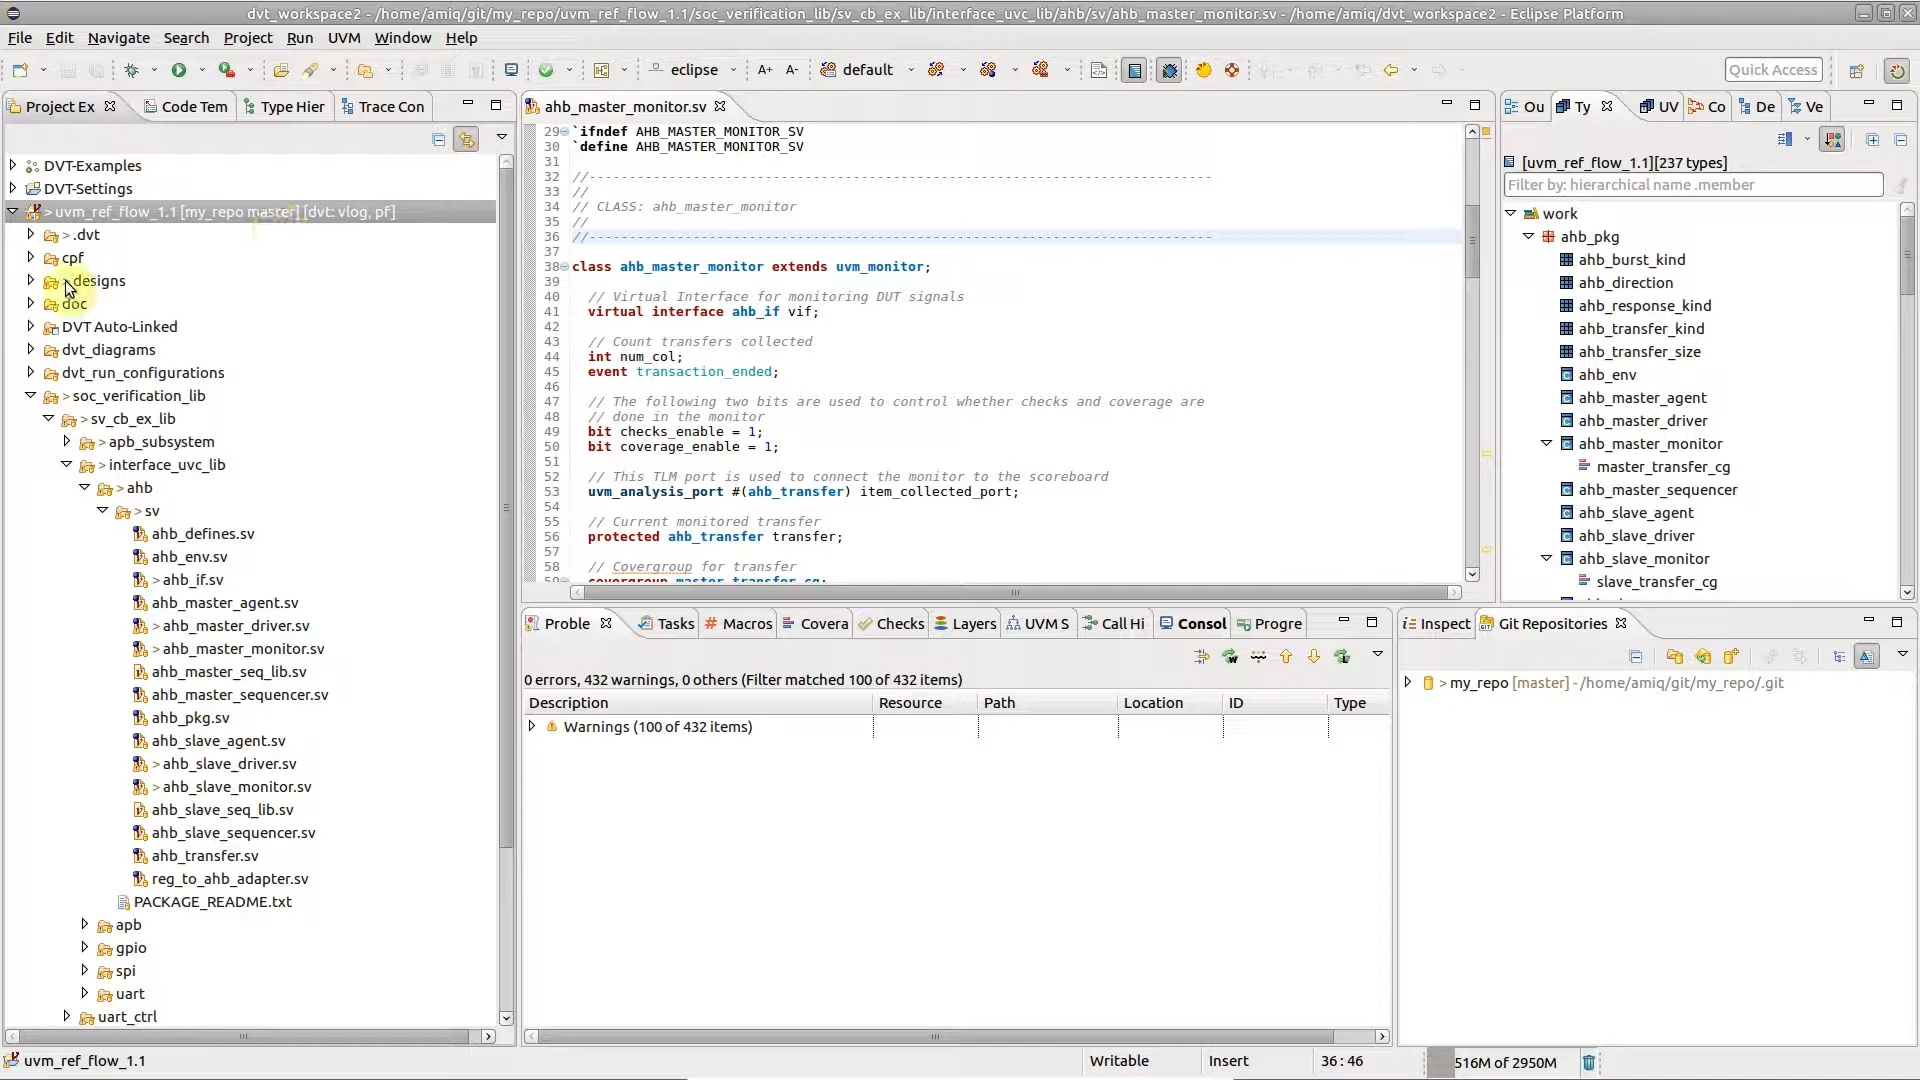 dvt_workspace2 - /home/amiq/git/my_repo/uvm_ref_flow_1.1/soc_verification_lib/sv_cb_ex_lib/interface_uvc_lib/ahb/sv/ahb_master_monitor.sv - /home/amiq/dvt_workspace2 - Eclipse Platform
File Edit Navigate Search Project Run UVM Window Help
eclipse A+ A- default Quick Access
Project Ex Code Tem Type Hier Trace Con
DVT-Examples
DVT-Settings
> uvm_ref_flow_1.1 [my_repo master] [dvt: vlog, pf]
> .dvt
cpf
> designs
doc
DVT Auto-Linked
dvt_diagrams
dvt_run_configurations
> soc_verification_lib
> sv_cb_ex_lib
> apb_subsystem
> interface_uvc_lib
> ahb
> sv
ahb_defines.sv
ahb_env.sv
> ahb_if.sv
ahb_master_agent.sv
> ahb_master_driver.sv
> ahb_master_monitor.sv
ahb_master_seq_lib.sv
ahb_master_sequencer.sv
ahb_pkg.sv
ahb_slave_agent.sv
> ahb_slave_driver.sv
> ahb_slave_monitor.sv
ahb_slave_seq_lib.sv
ahb_slave_sequencer.sv
ahb_transfer.sv
reg_to_ahb_adapter.sv
PACKAGE_README.txt
apb
gpio
spi
uart
uart_ctrl
ahb_master_monitor.sv
29 `ifndef AHB_MASTER_MONITOR_SV
30 `define AHB_MASTER_MONITOR_SV
31
32 //------------------------------------------------------------------------------
33 //
34 // CLASS: ahb_master_monitor
35 //
36 //------------------------------------------------------------------------------
37
38 class ahb_master_monitor extends uvm_monitor;
39
40 // Virtual Interface for monitoring DUT signals
41 virtual interface ahb_if vif;
42
43 // Count transfers collected
44 int num_col;
45 event transaction_ended;
46
47 // The following two bits are used to control whether checks and coverage are
48 // done in the monitor
49 bit checks_enable = 1;
50 bit coverage_enable = 1;
51
52 // This TLM port is used to connect the monitor to the scoreboard
53 uvm_analysis_port #(ahb_transfer) item_collected_port;
54
55 // Current monitored transfer
56 protected ahb_transfer transfer;
57
58 // Covergroup for transfer
59 covergroup master_transfer_cg;
Ou Ty UV Co De Ve
[uvm_ref_flow_1.1][237 types]
Filter by: hierarchical name .member
work
ahb_pkg
ahb_burst_kind
ahb_direction
ahb_response_kind
ahb_transfer_kind
ahb_transfer_size
ahb_env
ahb_master_agent
ahb_master_driver
ahb_master_monitor
master_transfer_cg
ahb_master_sequencer
ahb_slave_agent
ahb_slave_driver
ahb_slave_monitor
slave_transfer_cg
Proble Tasks Macros Covera Checks Layers UVM S Call Hi Consol Progre
0 errors, 432 warnings, 0 others (Filter matched 100 of 432 items)
Description Resource Path Location ID Type
Warnings (100 of 432 items)
Inspect Git Repositories
> my_repo [master] - /home/amiq/git/my_repo/.git
uvm_ref_flow_1.1 Writable Insert 36 : 46 516M of 2950M